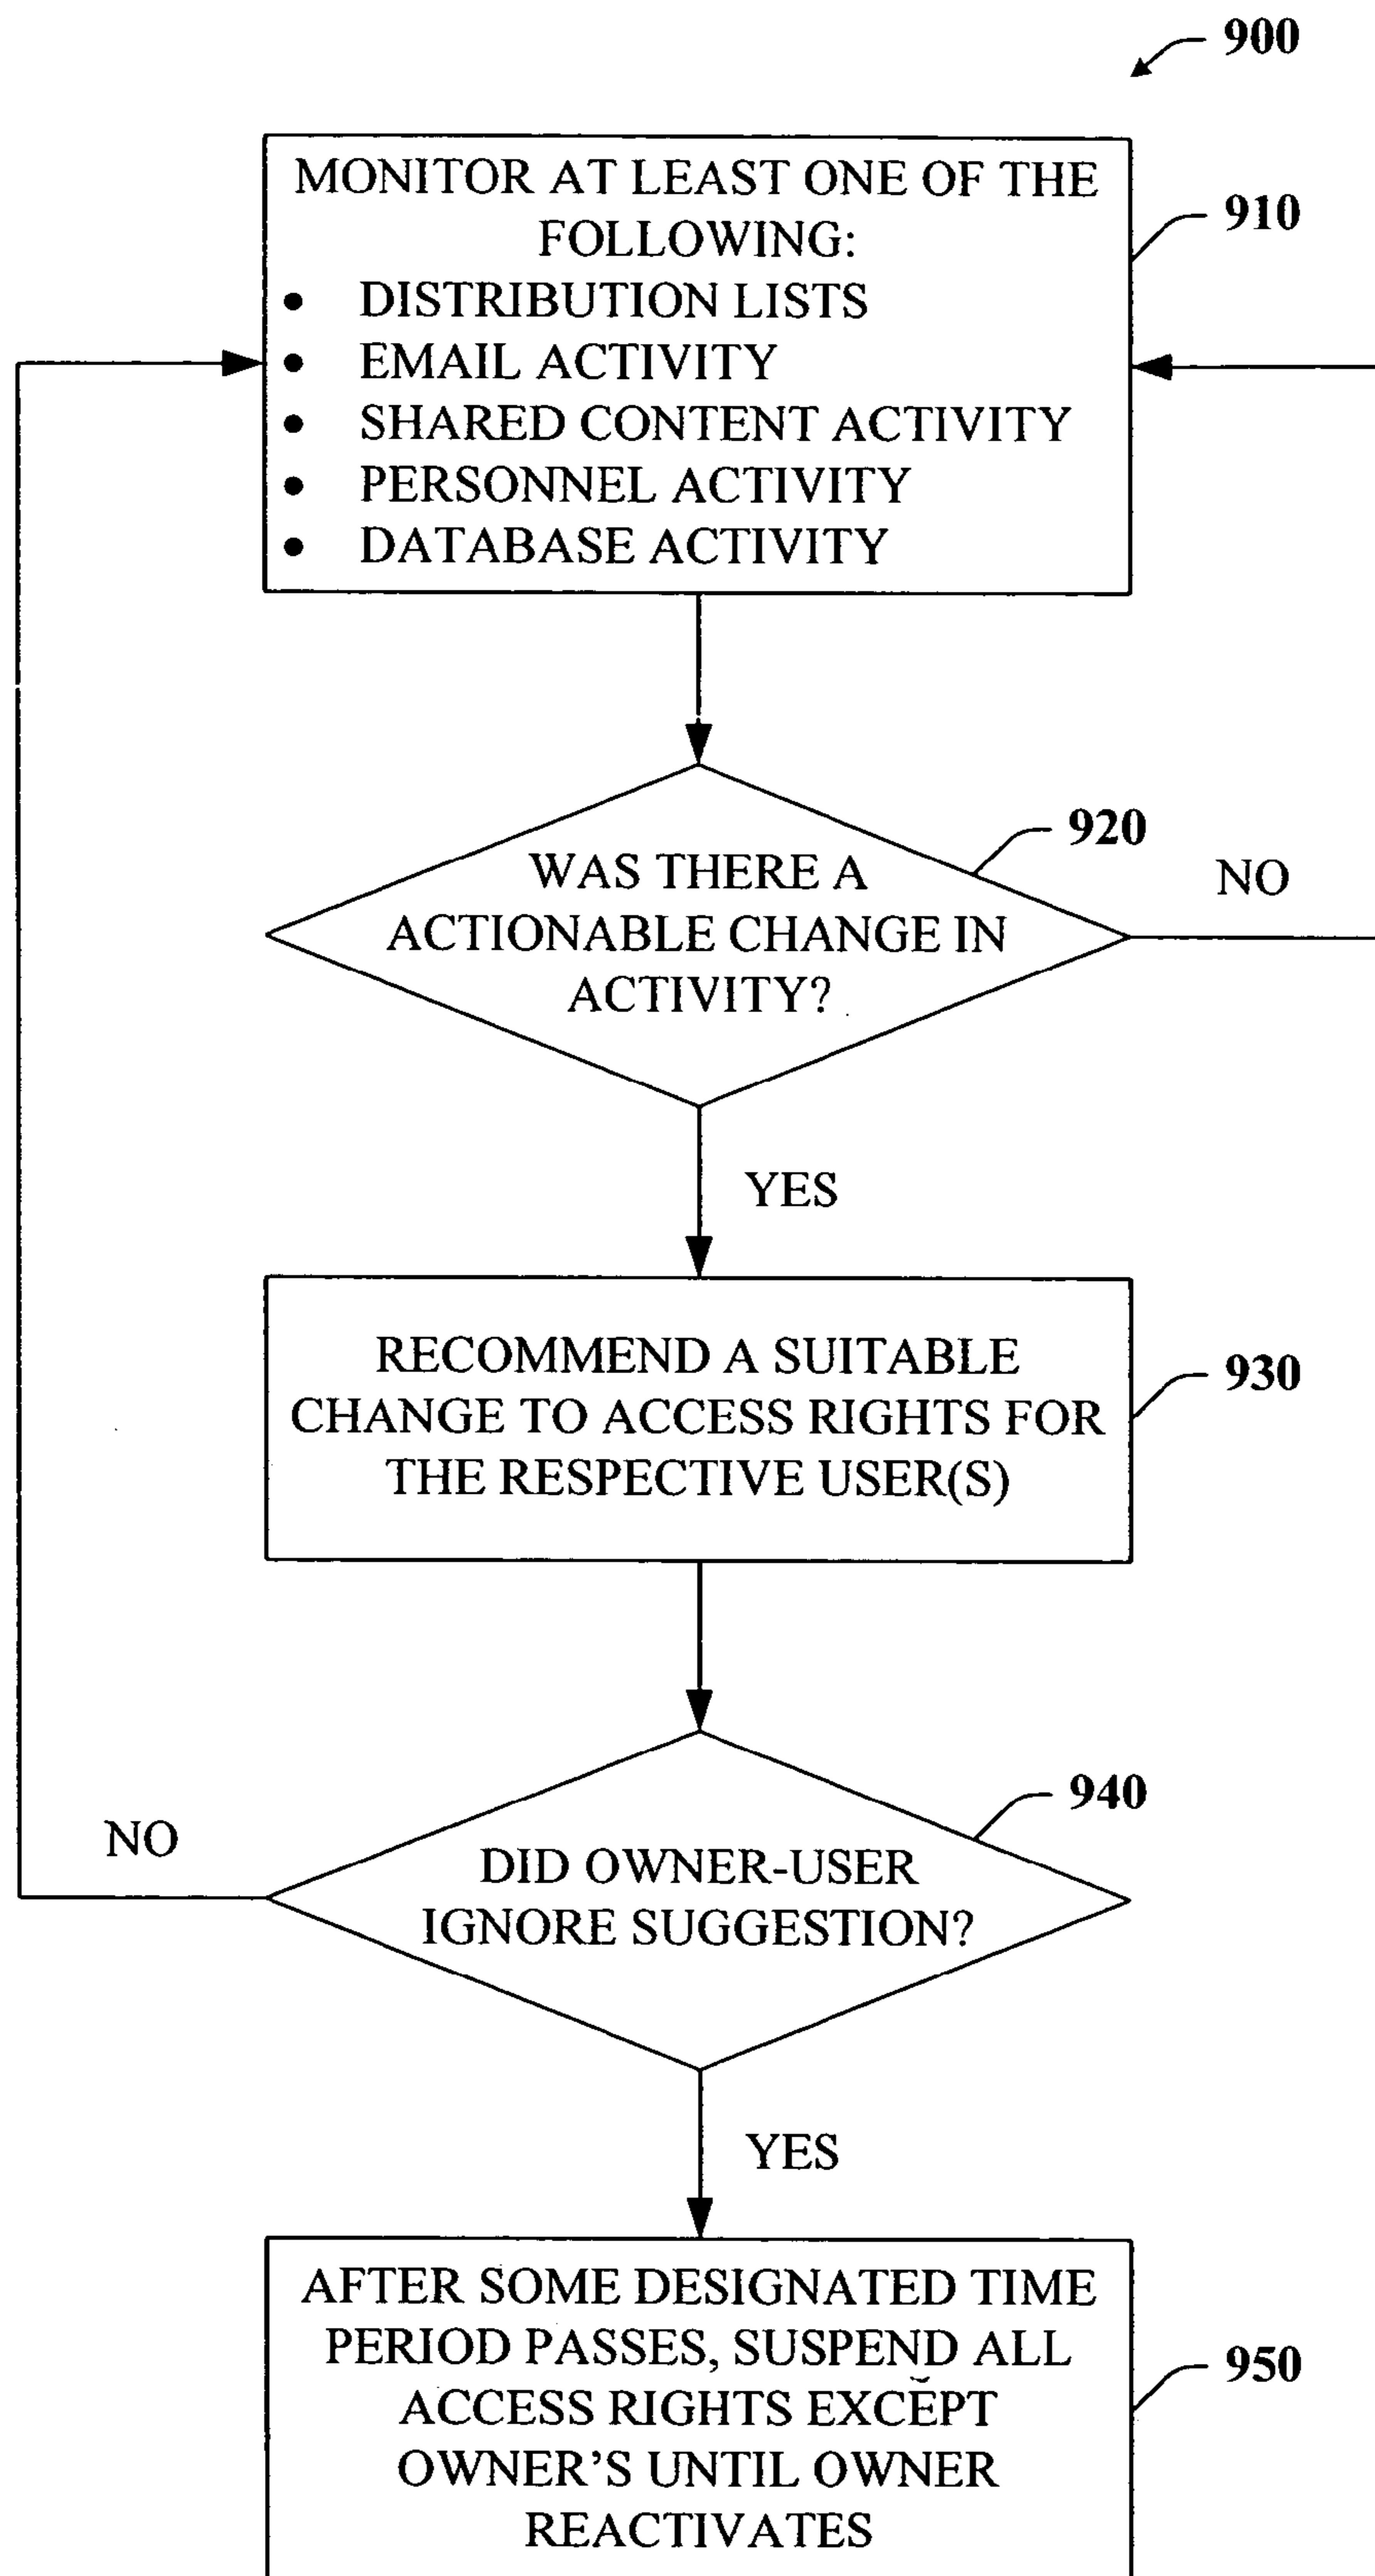 900
MONITOR AT LEAST ONE OF THE
FOLLOWING:
• DISTRIBUTION LISTS
• EMAIL ACTIVITY
• SHARED CONTENT ACTIVITY
• PERSONNEL ACTIVITY
• DATABASE ACTIVITY
910
WAS THERE A
ACTIONABLE CHANGE IN
ACTIVITY?
920
NO
YES
RECOMMEND A SUITABLE
CHANGE TO ACCESS RIGHTS FOR
THE RESPECTIVE USER(S)
930
DID OWNER-USER
IGNORE SUGGESTION?
940
NO
YES
AFTER SOME DESIGNATED TIME
PERIOD PASSES, SUSPEND ALL
ACCESS RIGHTS EXCEPT
OWNER'S UNTIL OWNER
REACTIVATES
950